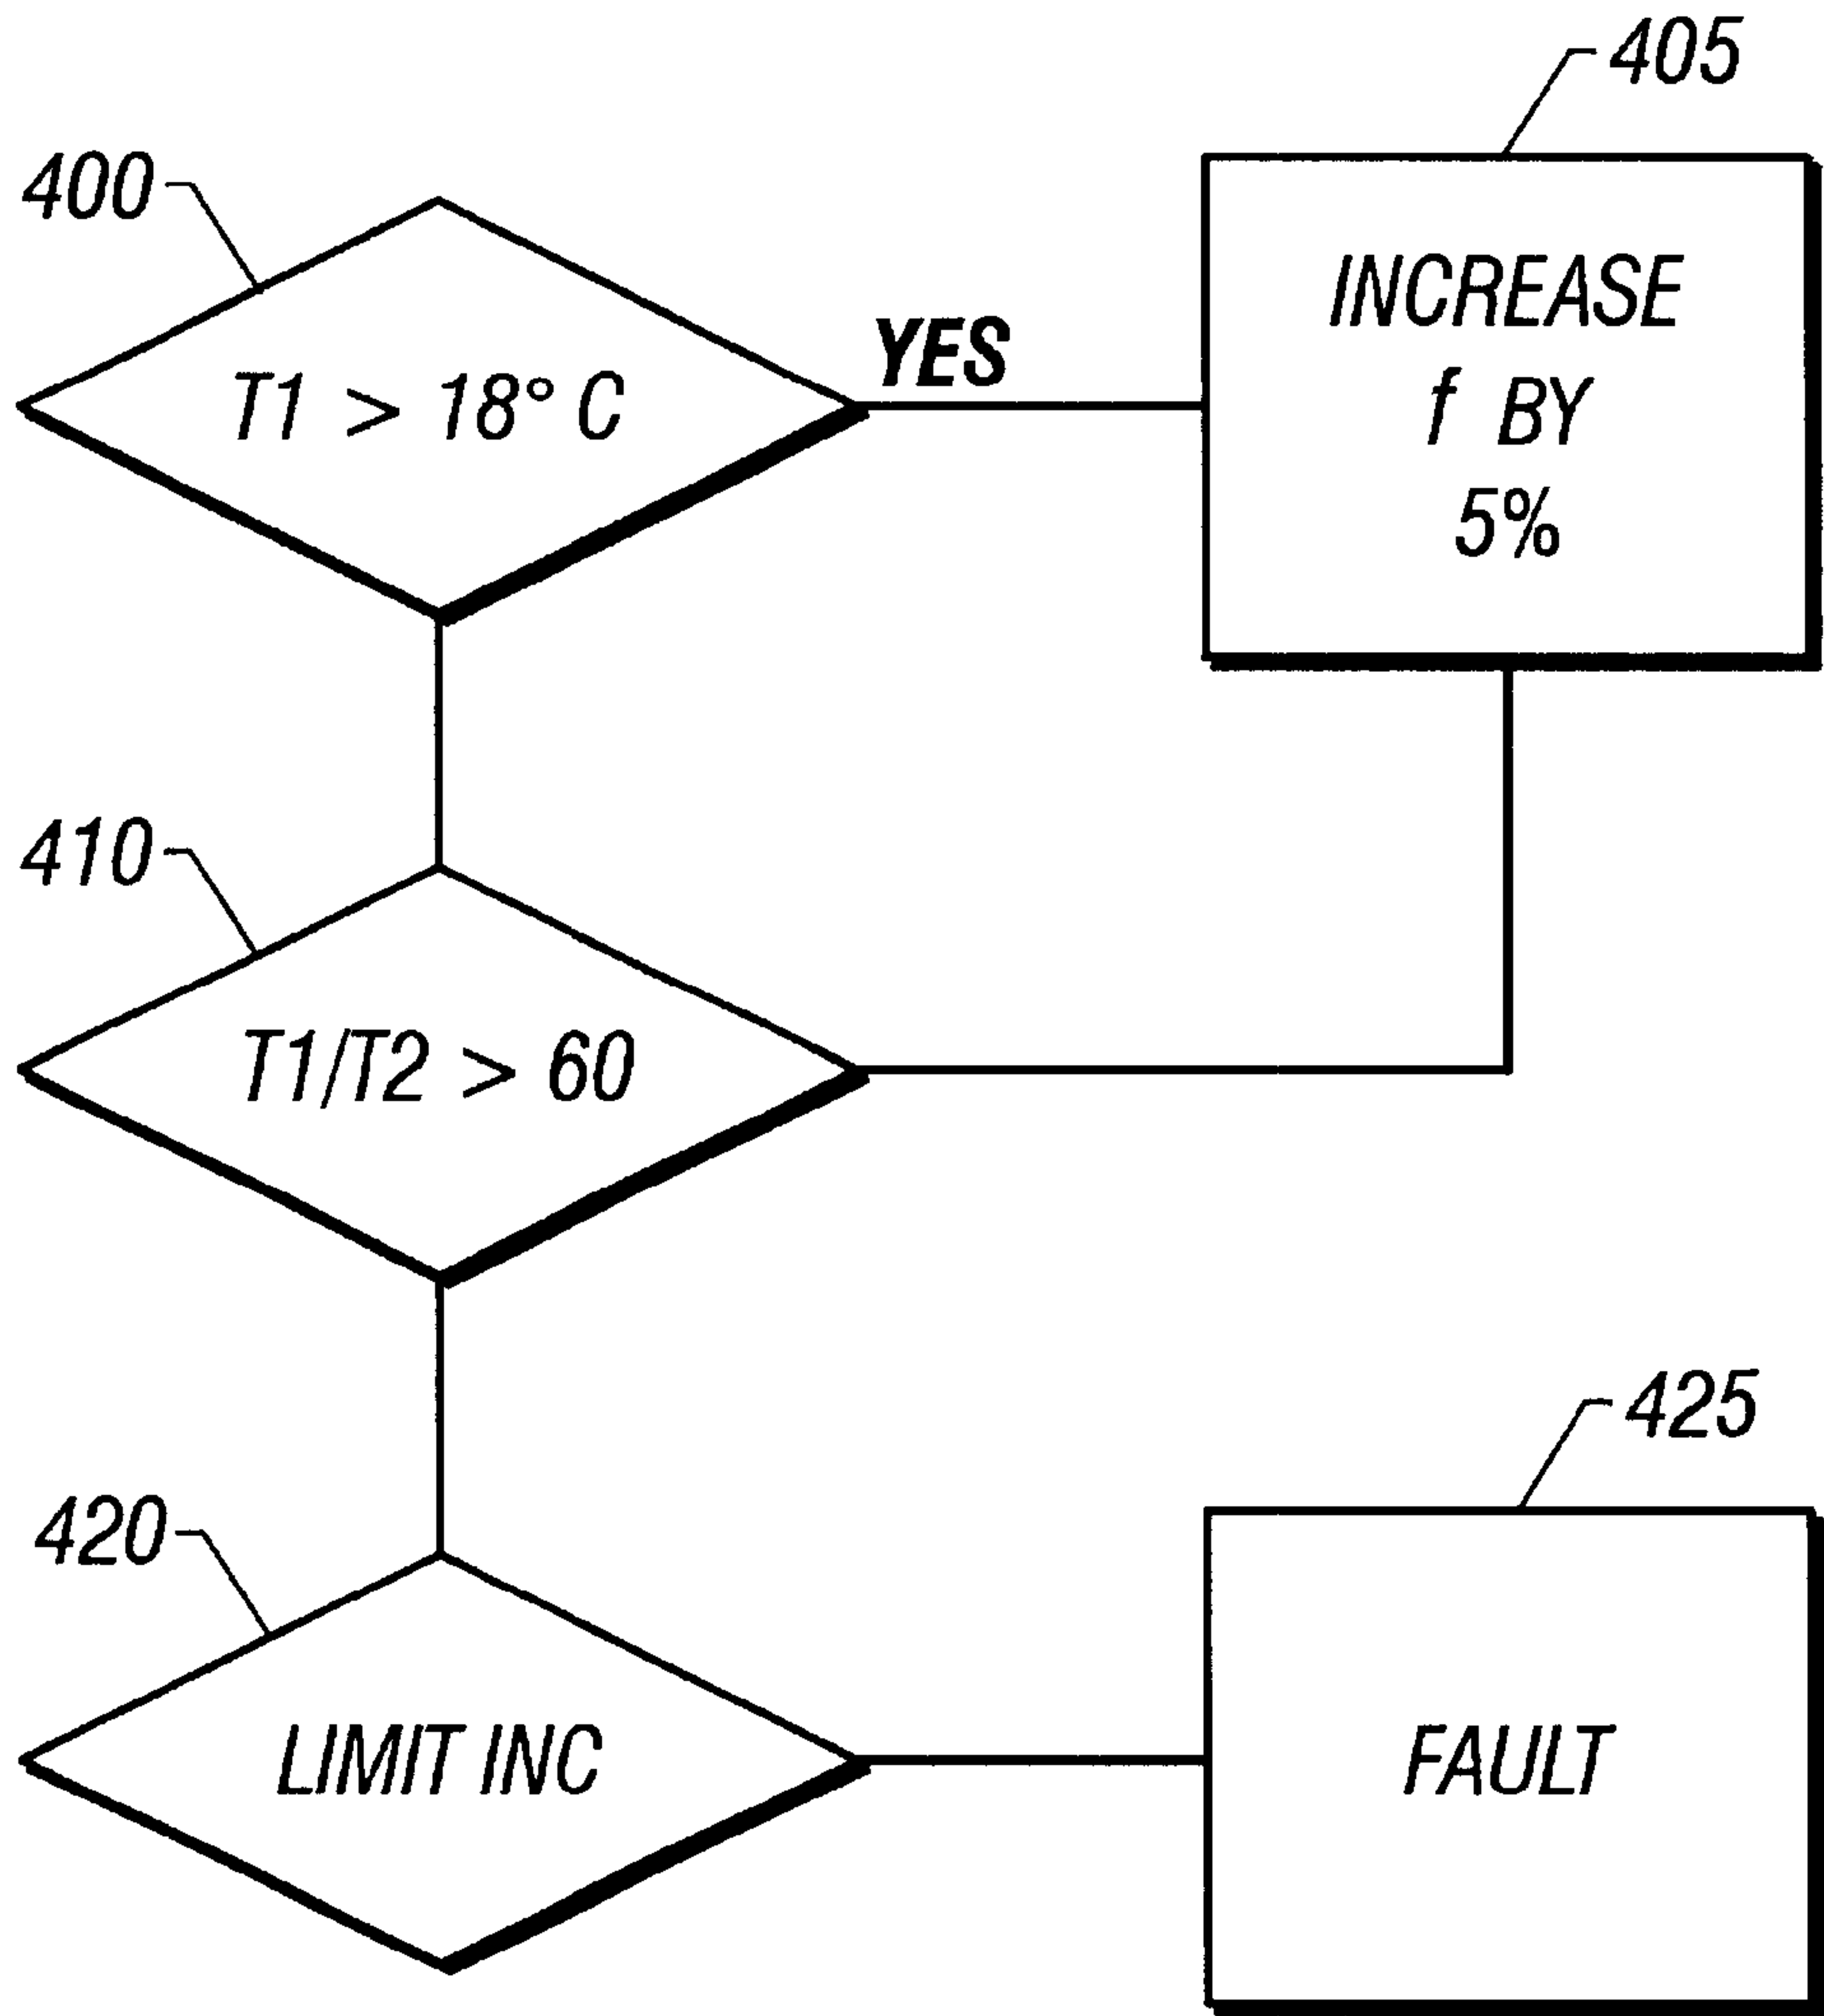 405
400
INCREASE
f BY
5%
YES
T1 > 18° C
410
T1/T2 > 60
425
420
LIMIT INC
FAULT